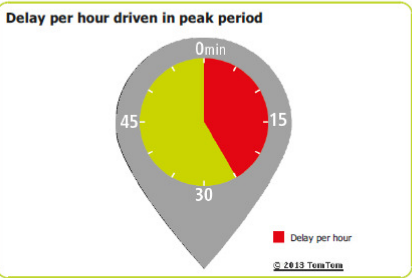 Delay per hour driven in peak period
0min
45
15
30
Delay per hour
© 2013 TomTom